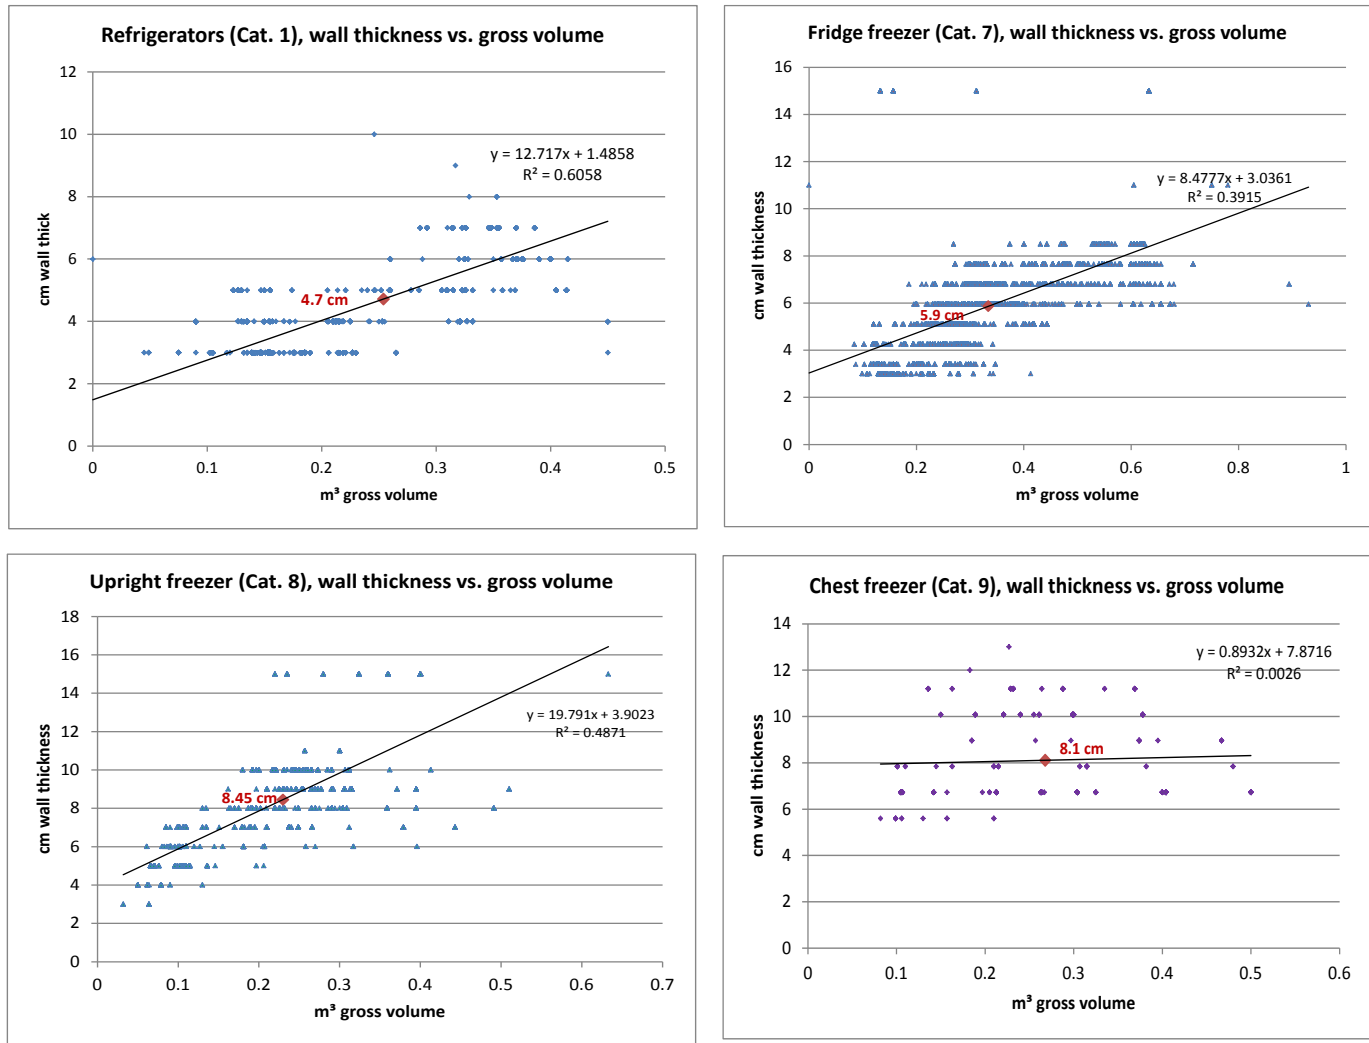 Refrigerators (Cat. 1), wall thickness vs. gross volume
12
10
8
6
4
2
0
cm wall thick
y = 12.717x + 1.4858
R² = 0.6058
4.7 cm
0 0.1 0.2 0.3 0.4 0.5
m³ gross volume
Fridge freezer (Cat. 7), wall thickness vs. gross volume
16
14
12
10
8
6
4
2
0
cm wall thickness
y = 8.4777x + 3.0361
R² = 0.3915
5.9 cm
0 0.2 0.4 0.6 0.8 1
m³ gross volume
Upright freezer (Cat. 8), wall thickness vs. gross volume
18
16
14
12
10
8
6
4
2
0
cm wall thickness
y = 19.791x + 3.9023
R² = 0.4871
8.45 cm
0 0.1 0.2 0.3 0.4 0.5 0.6 0.7
m³ gross volume
Chest freezer (Cat. 9), wall thickness vs. gross volume
14
12
10
8
6
4
2
0
cm wall thickness
y = 0.8932x + 7.8716
R² = 0.0026
8.1 cm
0 0.1 0.2 0.3 0.4 0.5 0.6
m³ gross volume